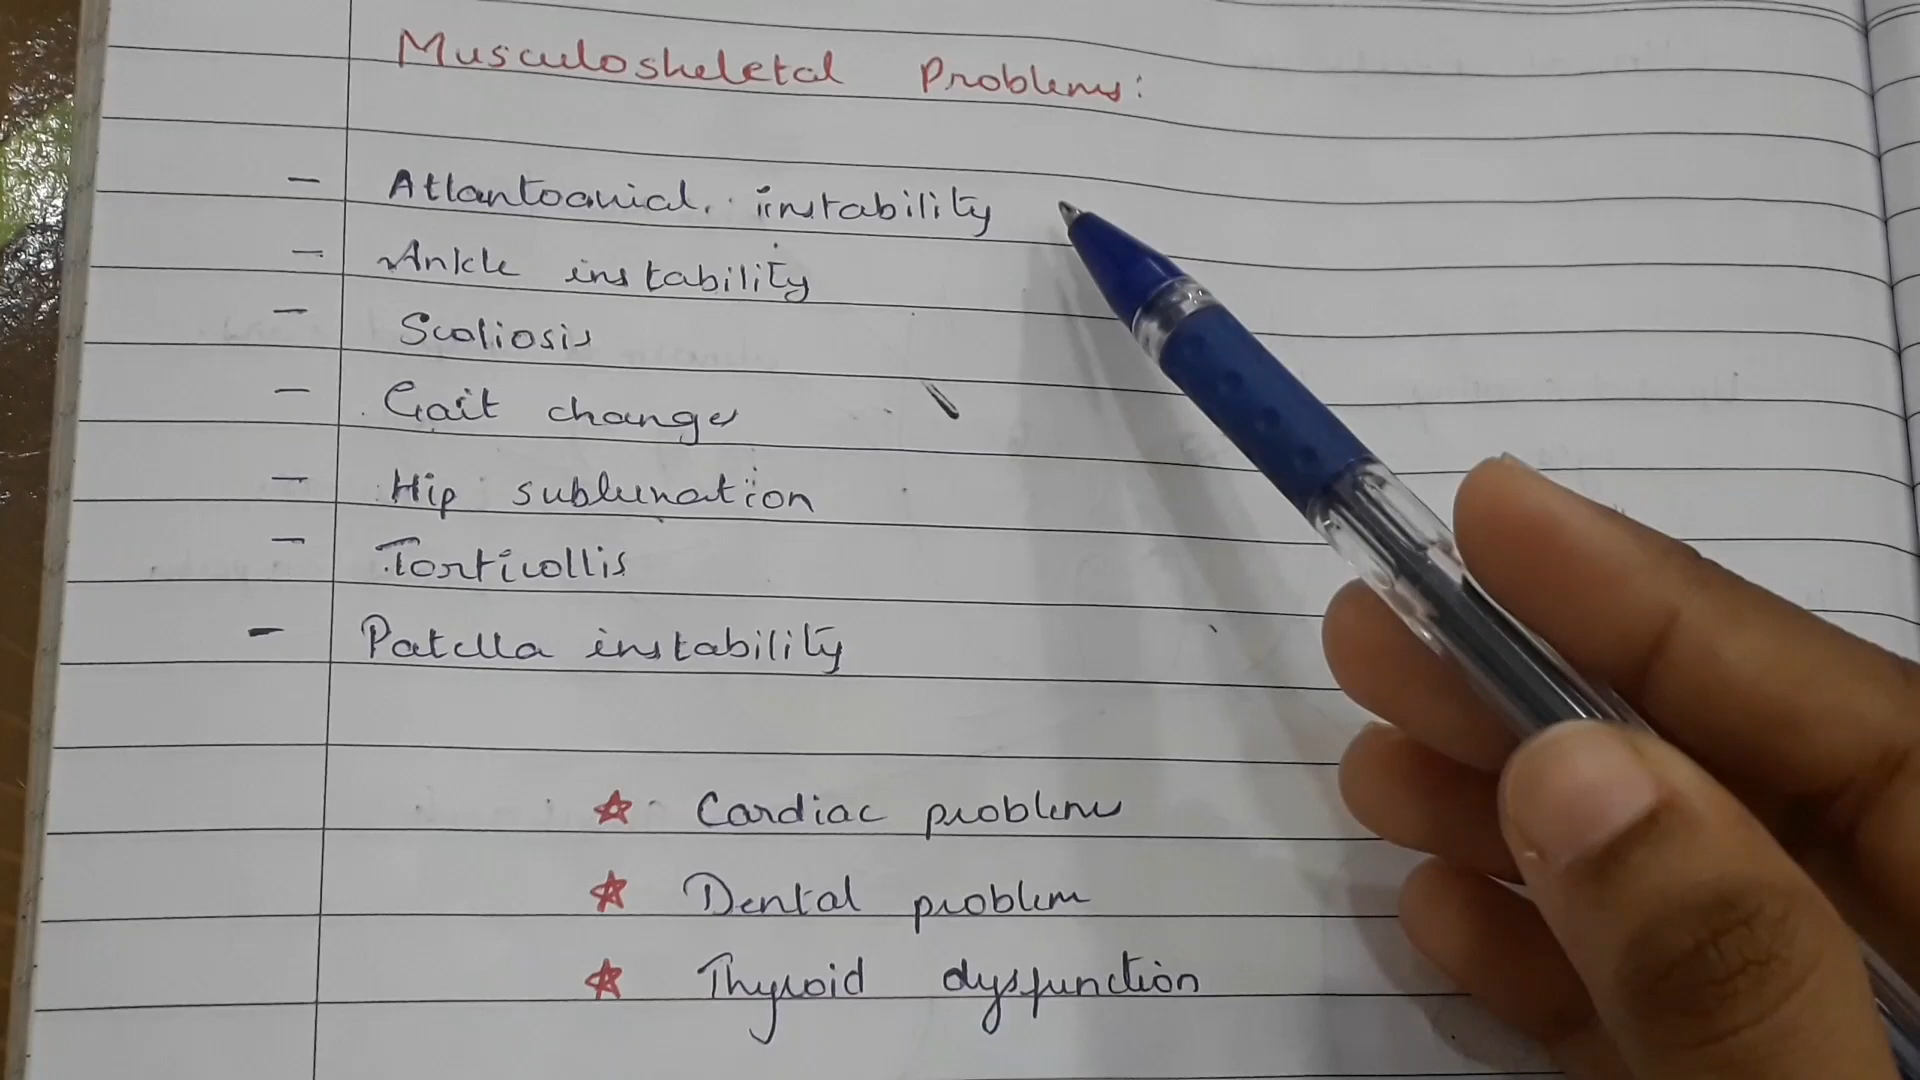 Musculoskeletal Problems:
- Atlantoaxial instability
- Ankle instability
- Scoliosis
- Gait changes
- Hip subluxation
- Torticollis
- Patella instability
☆ Cardiac problems
☆ Dental problem
☆ Thyroid dysfunction